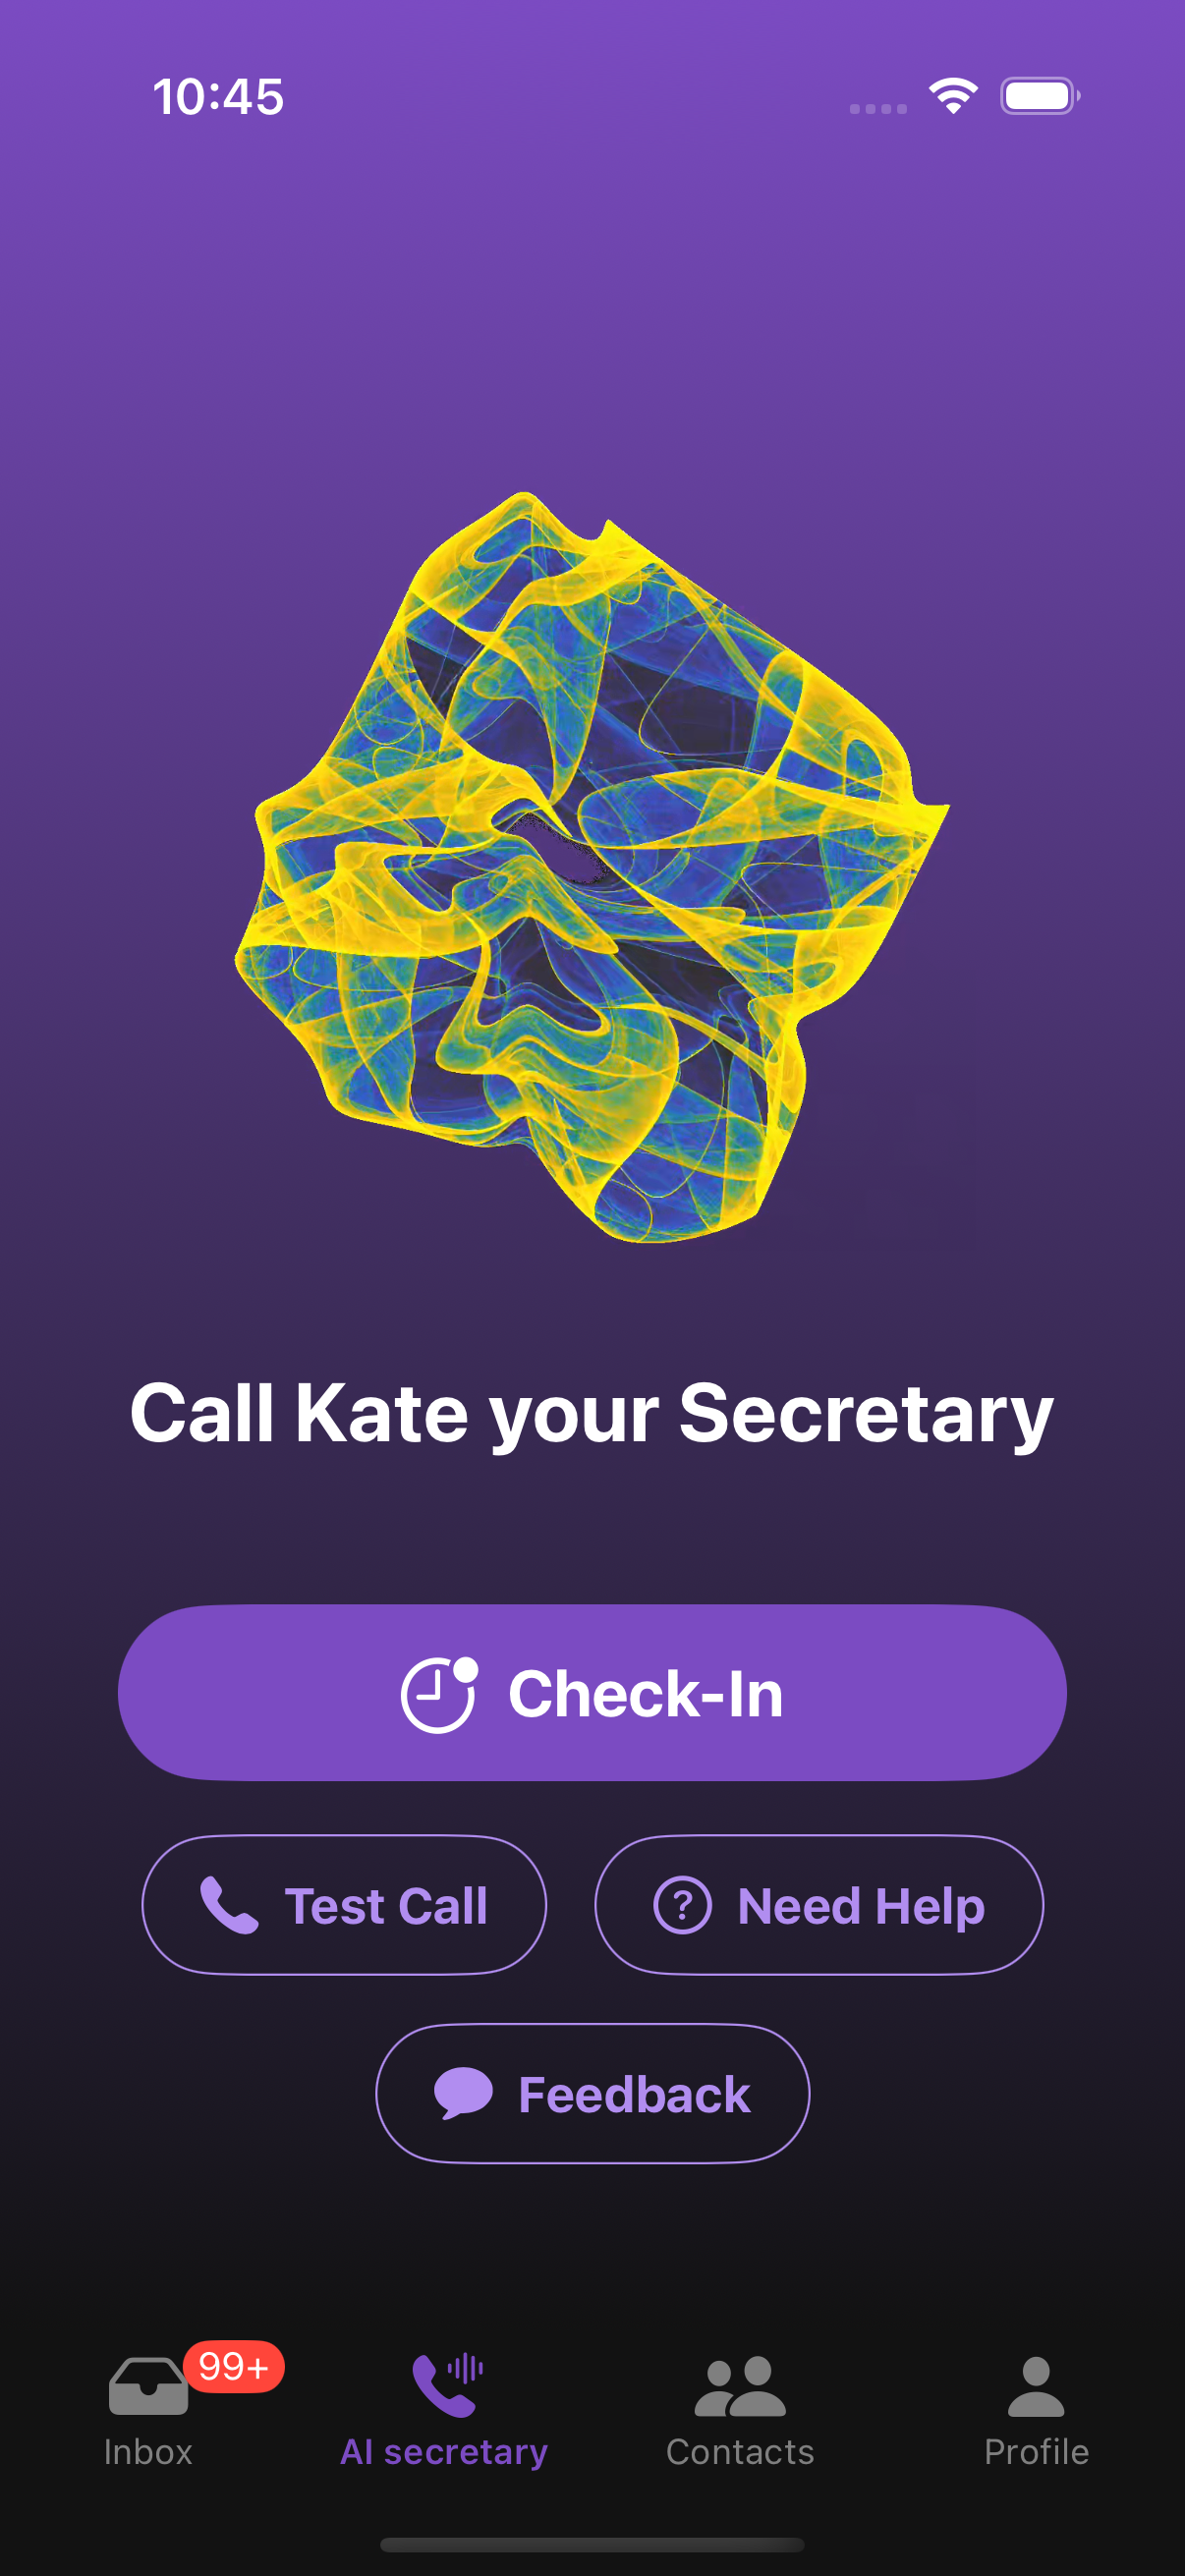 10:45
Call Kate your Secretary
Check-In
Test Call
Need Help
Feedback
99+
Inbox
AI secretary
Contacts
Profile